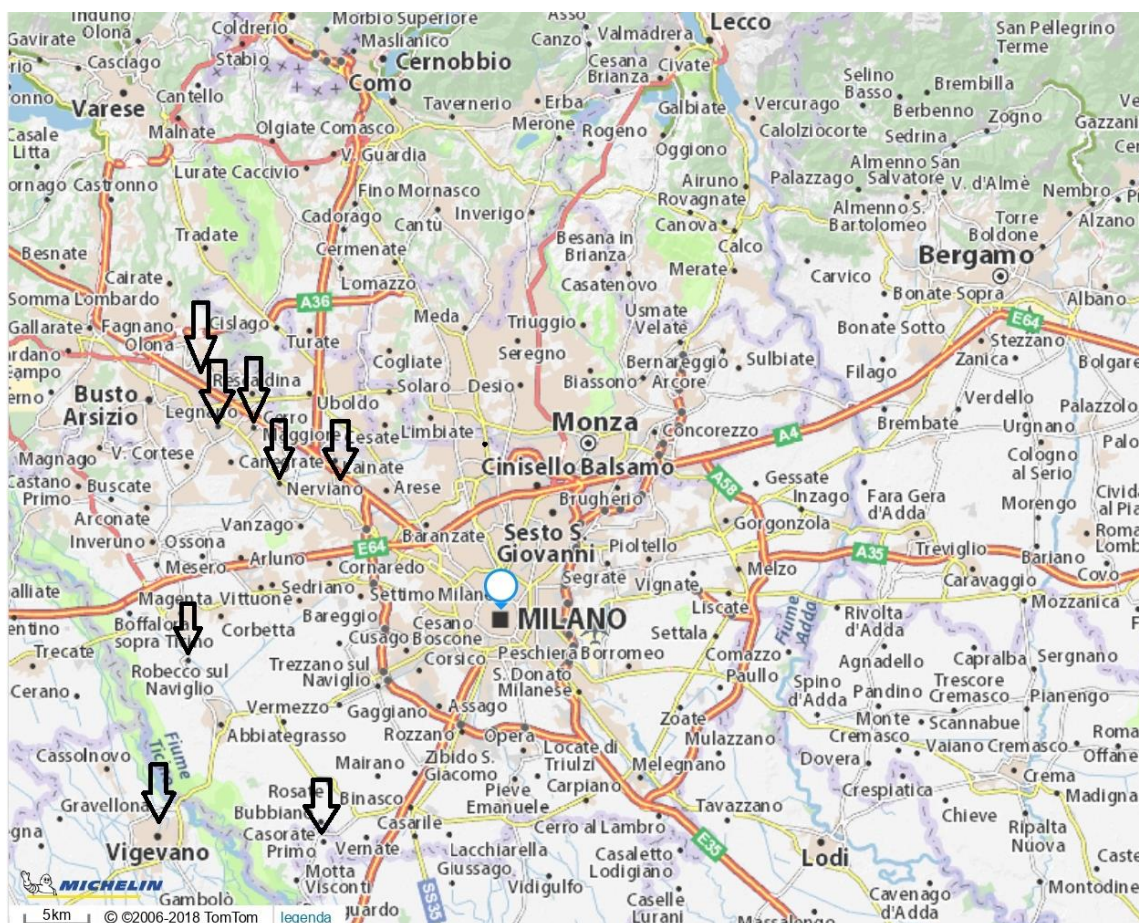 Induno
Olona
Coldrerio
Morbio Superiore
Maslianico
Asso
Canzo
Valmadrera
Lecco
San Pellegrino
Terme
Gavirate
Casciago
Stabio
Cernobbio
Cesana
Brianza
Civate
Selino
Basso
Brembilla
Como
Varese
Cantello
Tavernerio
Erba
Galbiate
Vercurago
Berbenno
Zogno
Malnate
Olgiate Comasco
Merone
Rogeno
Calolziocorte
Sedrina
Gazzani
Casale
Litta
V. Guardia
Oggiono
Almenno San
Salvatore
V. d'Almè
Castronno
Lurate Caccivio
Fino Mornasco
Airuno
Palazzago
Nembro
Rovagnate
Almenno S.
Bartolomeo
Torre
Boldone
Alzano
Cadorago
Cantù
Inverigo
Canova
Tradate
Cermenate
Besana in
Brianza
Calco
Bergamo
Besnate
Cairate
Lomazzo
Casatenovo
Merate
Carvico
Bonate Sopra
Albano
Somma Lombardo
A36
Usmate
Velate
E64
Gallarate
Fagnano
Olona
Cislago
Turate
Meda
Triuggio
Bonate Sotto
Stezzano
Seregno
Bernareggio
Sulbiate
Zanica
Bolgare
Cogliate
Solaro
Desio
Biassono
Arcore
Filago
Busto
Arsizio
Uboldo
Verdello
Palazzolo
Monza
Concorezzo
A4
Brembate
Urgnano
Limbiate
Magnago
V. Cortese
Cinisello Balsamo
Cologno
al Serio
Castano
Primo
Buscate
Nerviano
Arese
A58
Gessate
Brugherio
Inzago
Fara Gera
d'Adda
Morengo
Arconate
Vanzago
Sesto S.
Giovanni
Gorgonzola
Inveruno
Ossona
Baranzate
Pioltello
A35
Treviglio
Bariano
Mesero
Arluno
E64
Cornaredo
Segrate
Melzo
Covo
Sedriano
Vignate
Caravaggio
Magenta
Vittuone
Settimo Milane
Liscate
Mozzanica
Bareggio
MILANO
Fiume
Adda
Rivolta
d'Adda
Corbetta
Cesano
Boscone
Cusago
Settala
Trecate
Peschiera Borromeo
Agnadello
Capralba
Sergnano
Robecco sul
Naviglio
Trezzano sul
Naviglio
Corsico
Comazzo
Cerano
S. Donato
Milanese
Paullo
Spino
d'Adda
Pandino
Trescore
Cremasco
Pianengo
Vermezzo
Gaggiano
Assago
Zoate
Monte
Cremasco
Scannabue
Abbiategrasso
Rozzano
Opera
Mulazzano
Cassolnovo
Fiume
Zibido S.
Giacomo
Locate di
Triulzi
Vaiano Cremasco
Offane
Mairano
Melegnano
Dovera
Crema
Gravellona
Binasco
Pieve
Emanuele
Carpiano
Crespiatica
Madigna
Tavazzano
Chieve
Casorate
Primo
Casarile
Cerro al Lambro
Vernate
Lacchiarella
E35
Ripalta
Nuova
Vigevano
Giussago
Casaletto
Lodigiano
Lodi
Motta
Visconti
SS35
Vidigulfo
MICHELIN
Gambolò
Caselle
Lurani
Cavenago
d'Adda
Montodine
5km
© ©2006-2018 TomTom
legenda